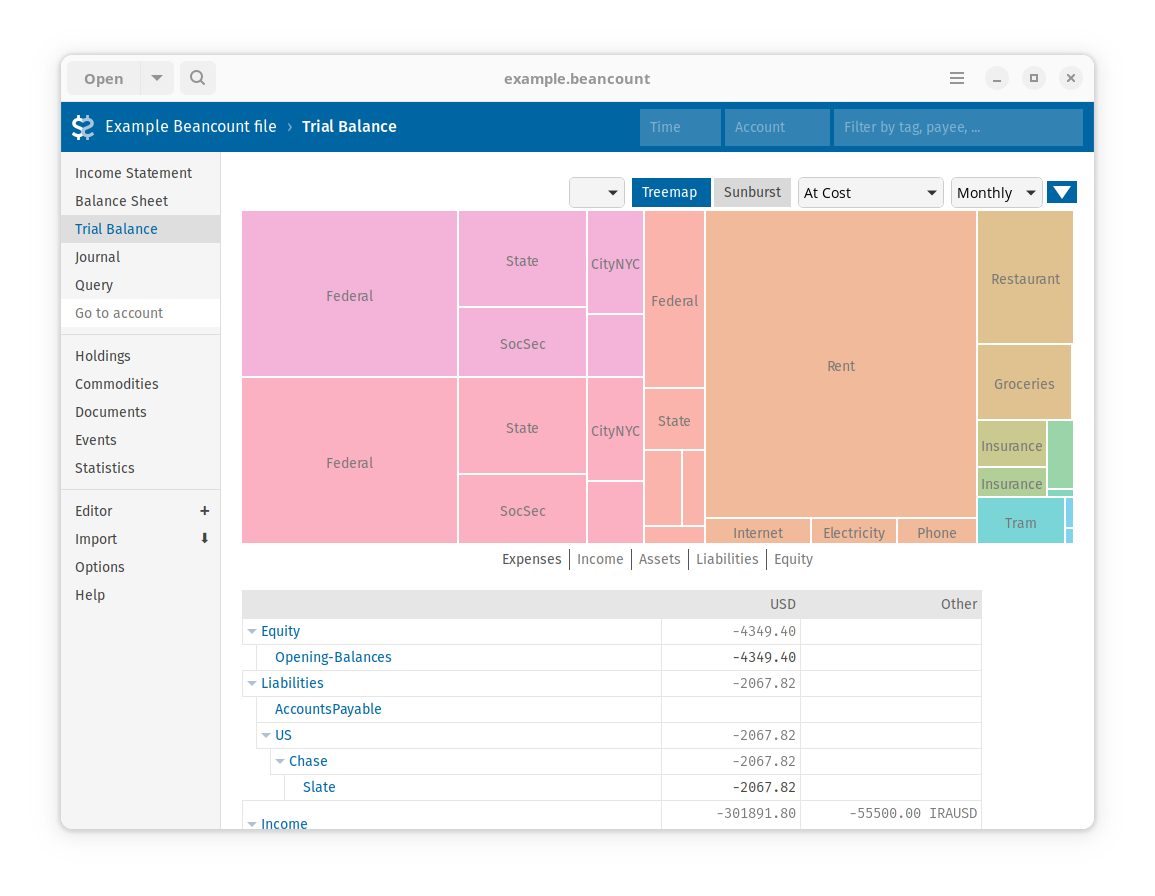 Open
example.beancount
Example Beancount file › Trial Balance
Time
Account
Filter by tag, payee, ...
Income Statement
Balance Sheet
Trial Balance
Journal
Query
Go to account
Holdings
Commodities
Documents
Events
Statistics
Editor +
Import
Options
Help
Treemap
Sunburst
At Cost
Monthly
Federal
State
CityNYC
SocSec
Federal
State
CityNYC
SocSec
Federal
State
Rent
Internet
Electricity
Phone
Restaurant
Groceries
Insurance
Insurance
Tram
Expenses Income Assets Liabilities Equity
USD Other
Equity -4349.40
Opening-Balances -4349.40
Liabilities -2067.82
AccountsPayable
US -2067.82
Chase -2067.82
Slate -2067.82
Income -301891.80 -55500.00 IRAUSD